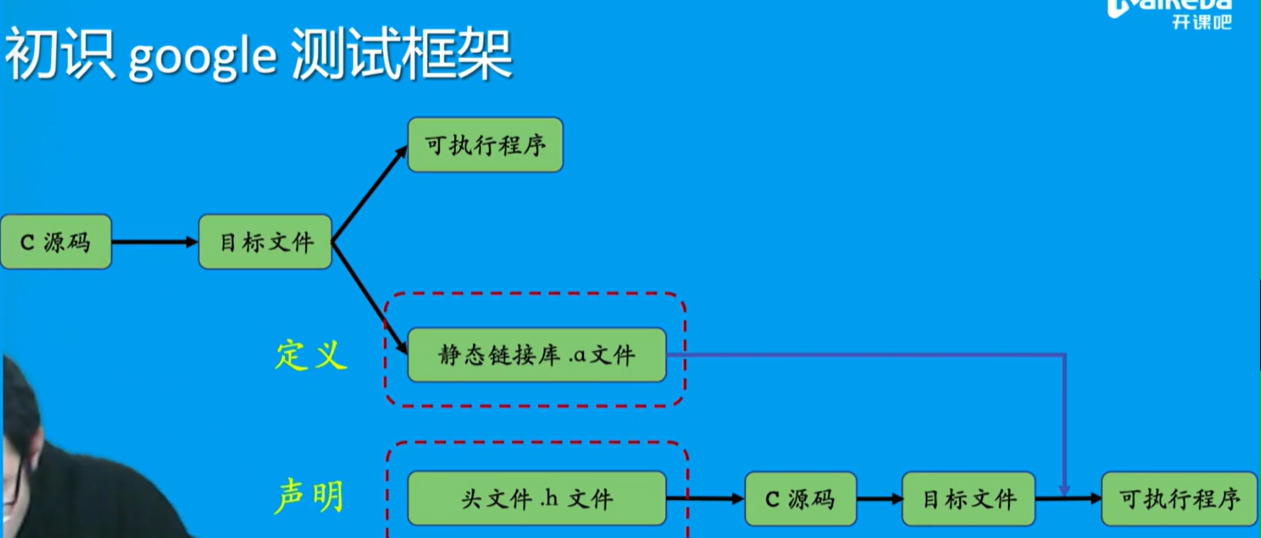 开课吧
初识 google 测试框架
可执行程序
C 源码
目标文件
定义
静态链接库 .a文件
声明
头文件 .h 文件
C 源码
目标文件
可执行程序